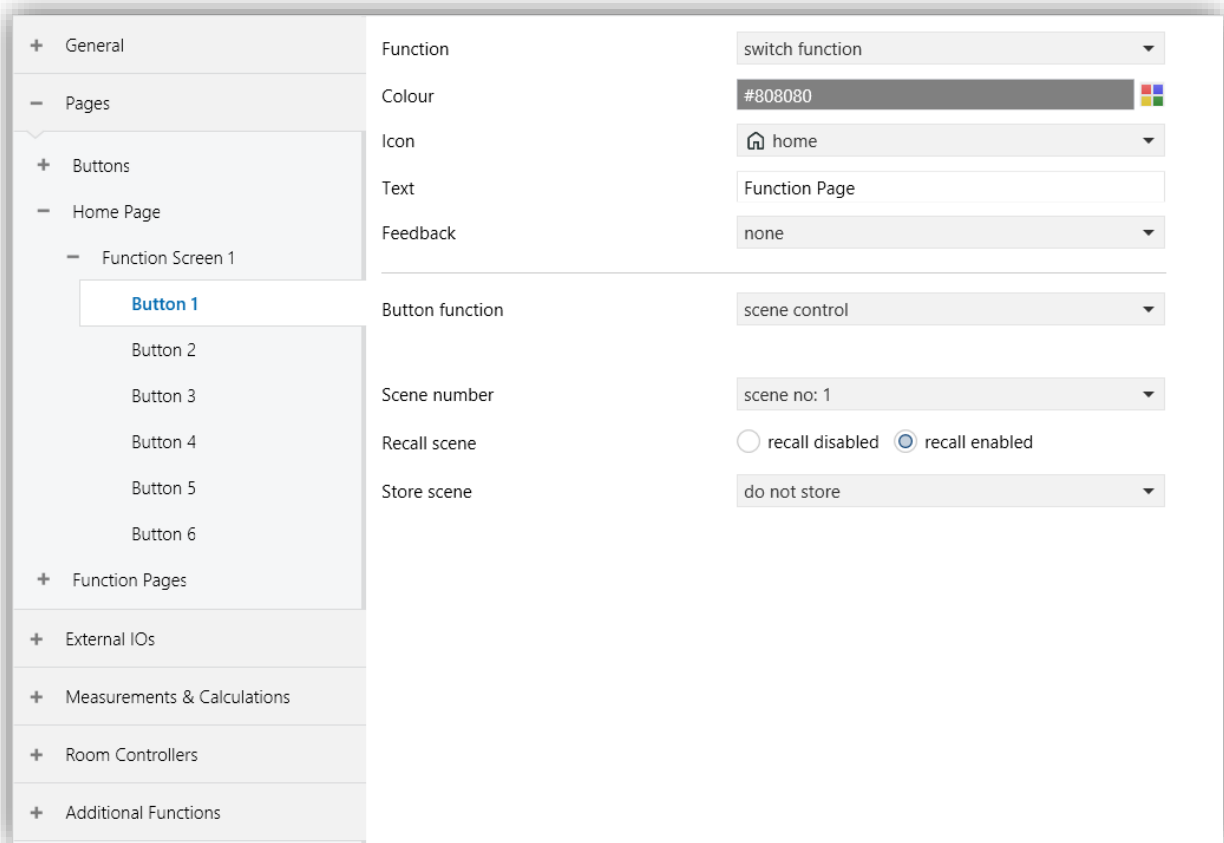 General
Pages
Buttons
Home Page
Function Screen 1
Button 1
Button 2
Button 3
Button 4
Button 5
Button 6
Function Pages
External IOs
Measurements & Calculations
Room Controllers
Additional Functions
Function switch function
Colour #808080
Icon home
Text Function Page
Feedback none
Button function scene control
Scene number scene no: 1
Recall scene recall disabled recall enabled
Store scene do not store